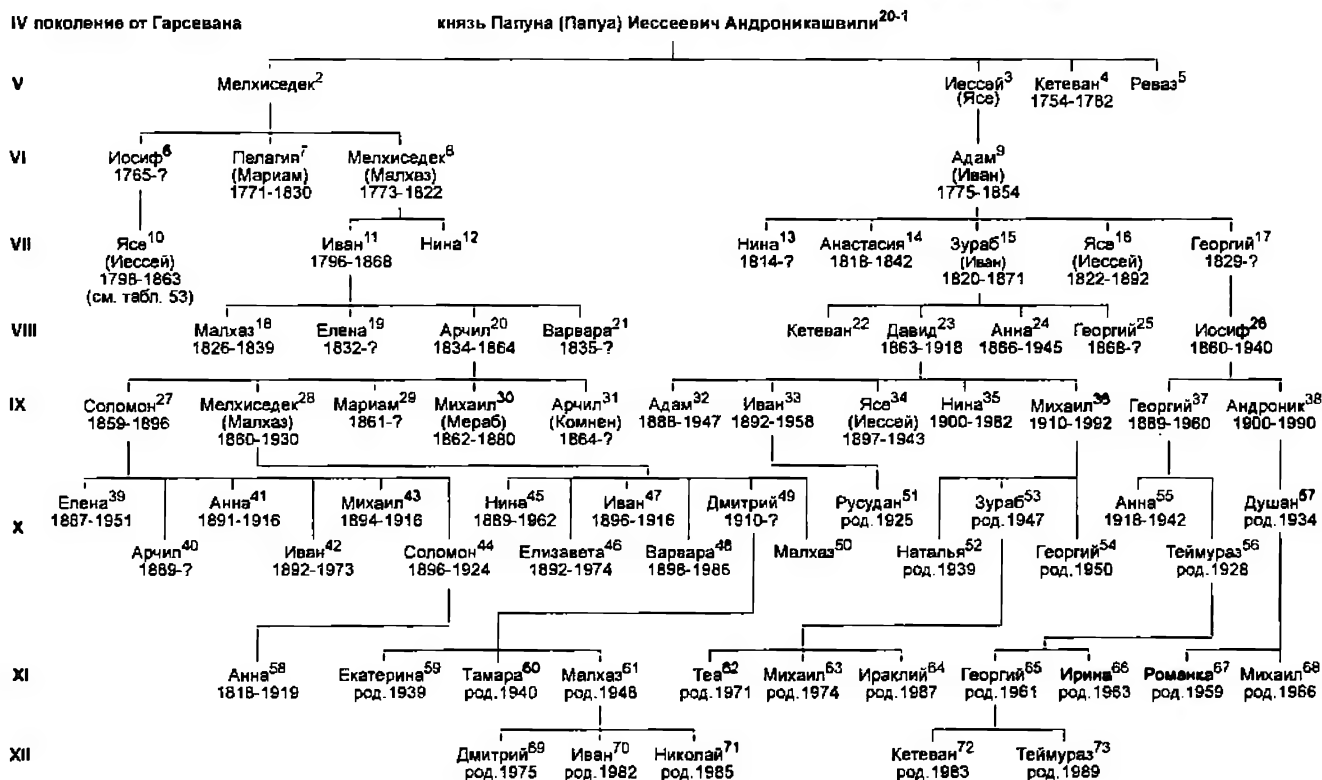 IV поколение от Гарсевана князь Папуна (Папуа) Иессеевич Андроникашвили20-1
V Мелхиседек2 Иессей3 Кетеван4 Реваз5
(Ясе) 1754-1782
VI Иосиф6 Пелагия7 Мелхиседек8 Адам9
1765-? (Мариам) (Малхаз) (Иван)
1771-1830 1773-1822 1775-1854
VII Ясе10 Иван11 Нина12 Нина13 Анастасия14 Зураб15 Ясе16 Георгий17
(Иессей) 1796-1868 1814-? 1818-1842 (Иван) (Иессей) 1829-?
1798-1863 1820-1871 1822-1892
(см. табл. 53)
VIII Малхаз18 Елена19 Арчил20 Варвара21 Кетеван22 Давид23 Анна24 Георгий25 Иосиф26
1826-1839 1832-? 1834-1864 1835-? 1863-1918 1866-1945 1868-? 1860-1940
IX Соломон27 Мелхиседек28 Мариам29 Михаил30 Арчил31 Адам32 Иван33 Ясе34 Нина35 Михаил36 Георгий37 Андроник38
1859-1896 (Малхаз) 1861-? (Мераб) (Комнен) 1888-1947 1892-1958 (Иессей) 1900-1982 1910-1992 1889-1960 1900-1990
1860-1930 1862-1880 1864-? 1897-1943
X Елена39 Анна41 Михаил43 Нина45 Иван47 Дмитрий49 Русудан51 Зураб53 Анна55 Душан57
1887-1951 1891-1916 1894-1916 1889-1962 1896-1916 1910-? род.1925 род.1947 1918-1942 род.1934
Арчил40 Иван42 Соломон44 Елизавета46 Варвара48 Малхаз50 Наталья52 Георгий54 Теймураз56
1889-? 1892-1973 1896-1924 1892-1974 1898-1986 род.1939 род.1950 род.1928
XI Анна58 Екатерина59 Тамара60 Малхаз61 Теа62 Михаил63 Ираклий64 Георгий65 Ирина66 Романка67 Михаил68
1818-1919 род.1939 род.1940 род.1948 род.1971 род.1974 род.1987 род.1961 род.1963 род.1959 род.1966
XII Дмитрий69 Иван70 Николай71 Кетеван72 Теймураз73
род.1975 род.1982 род.1985 род.1983 род.1989